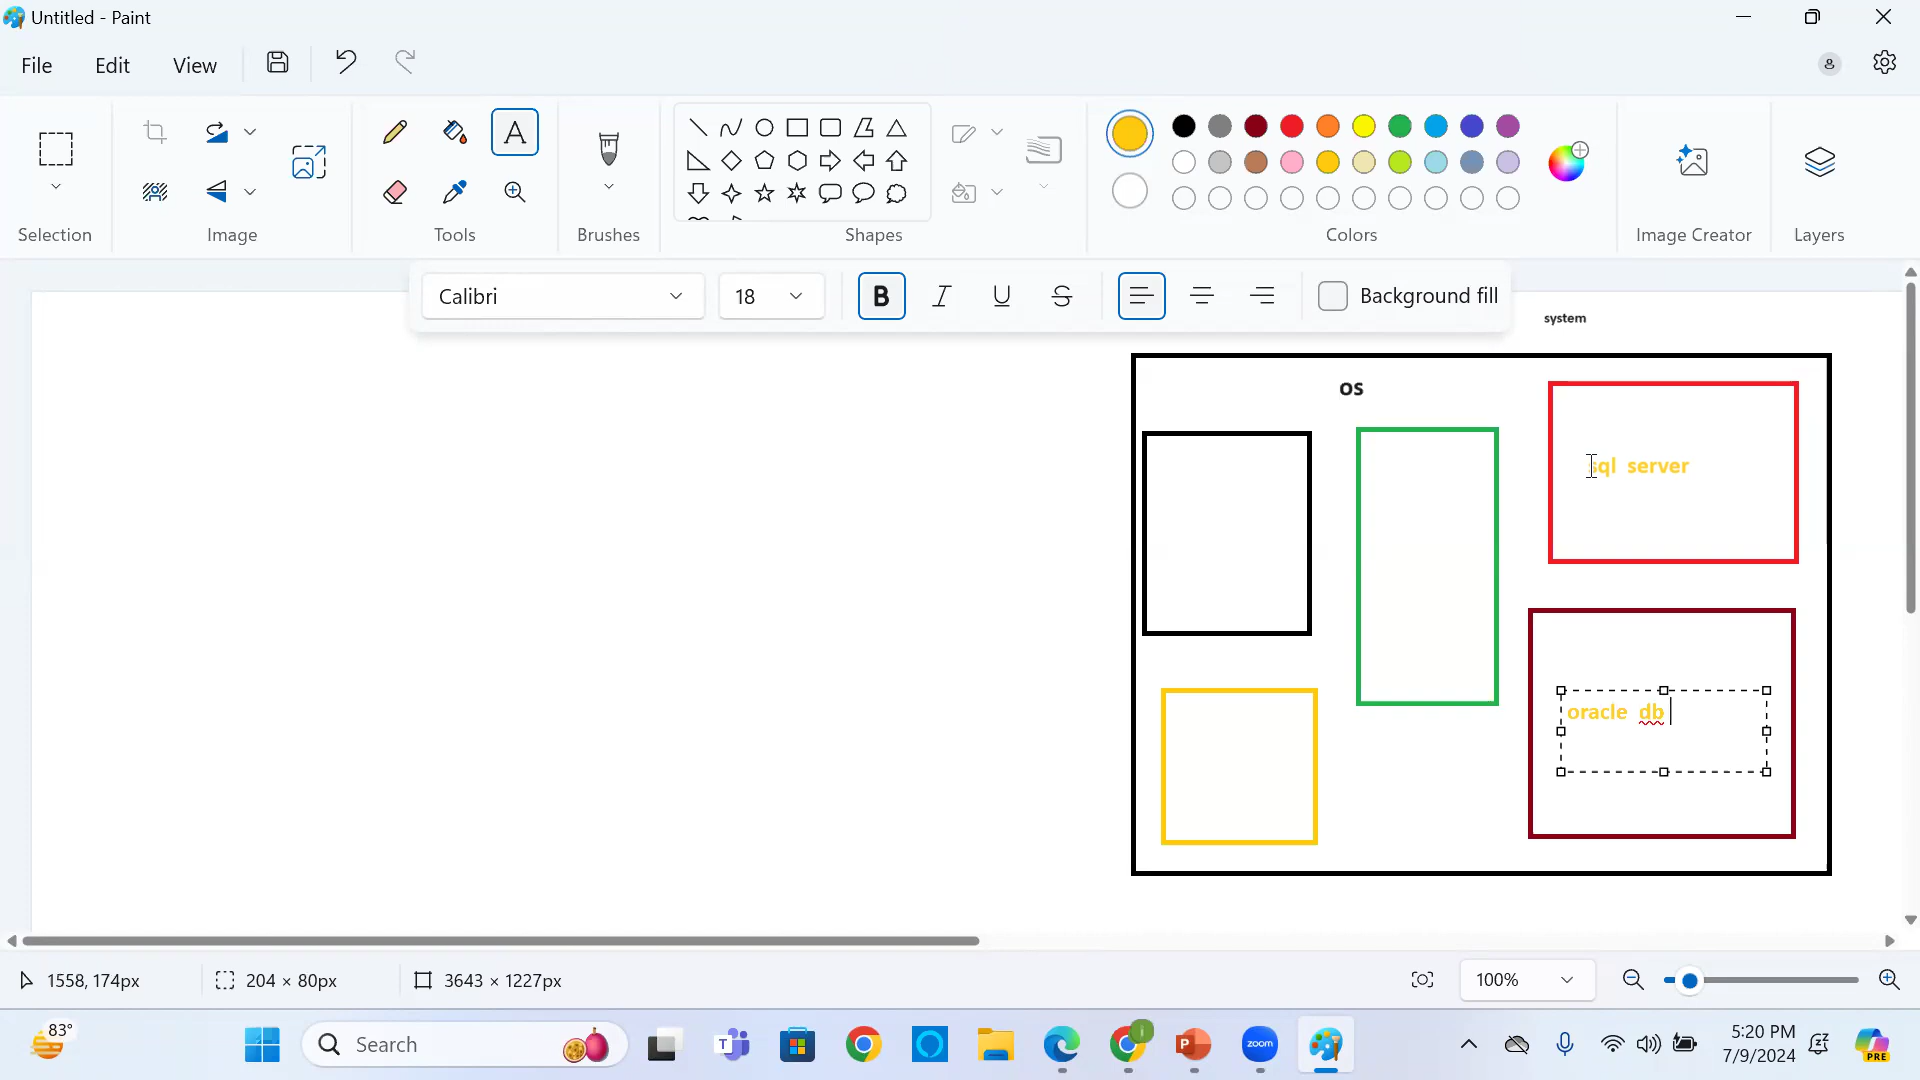 Untitled - Paint
File Edit View
Selection Image Tools Brushes Shapes Colors Image Creator Layers
Calibri 18 B Background fill
system
os
sql server
oracle db
1558, 174px 204 × 80px 3643 × 1227px 100%
83°
Search
zoom
5:20 PM
7/9/2024
PRE